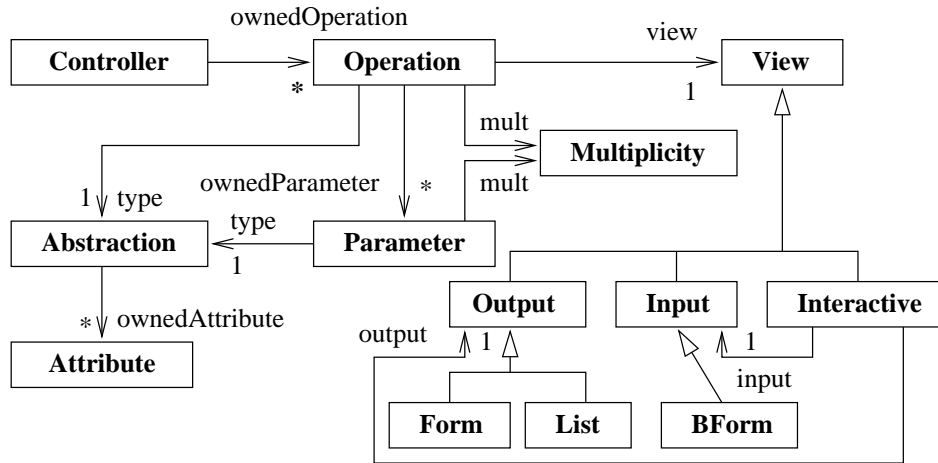 ownedOperation
view
Controller
Operation
View
*
1
mult
Multiplicity
mult
ownedParameter
*
1 type
type
Abstraction
Parameter
1
Output
Input
Interactive
* ownedAttribute
output
1
1
Attribute
input
Form
List
BForm